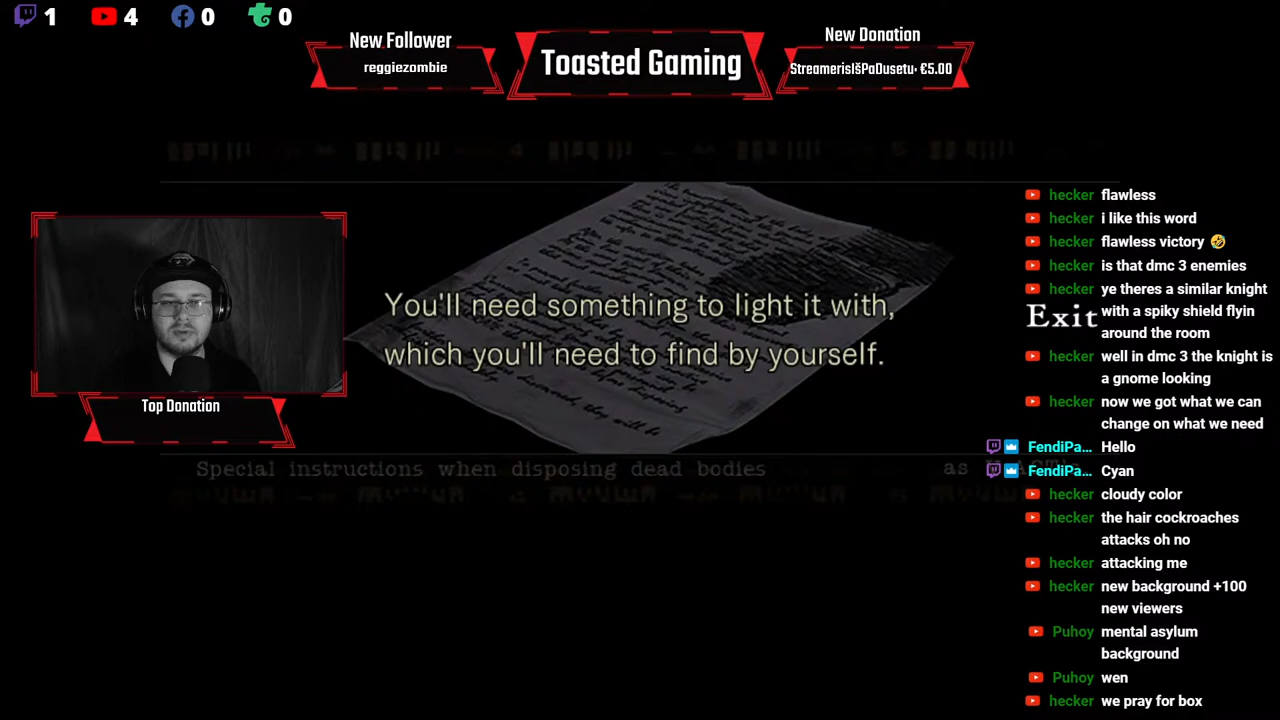 1 4 0 0
New Follower
reggiezombie
Toasted Gaming
New Donation
StreamerisIšPaDusetu· €5.00
Top Donation
You'll need something to light it with,
which you'll need to find by yourself.
Special instructions when disposing dead bodies
as
Exit
hecker flawless
hecker i like this word
hecker flawless victory 🤣
hecker is that dmc 3 enemies
hecker ye theres a similar knight
with a spiky shield flyin
around the room
hecker well in dmc 3 the knight is
a gnome looking
hecker now we got what we can
change on what we need
FendiPa... Hello
FendiPa... Cyan
hecker cloudy color
hecker the hair cockroaches
attacks oh no
hecker attacking me
hecker new background +100
new viewers
Puhoy mental asylum
background
Puhoy wen
hecker we pray for box